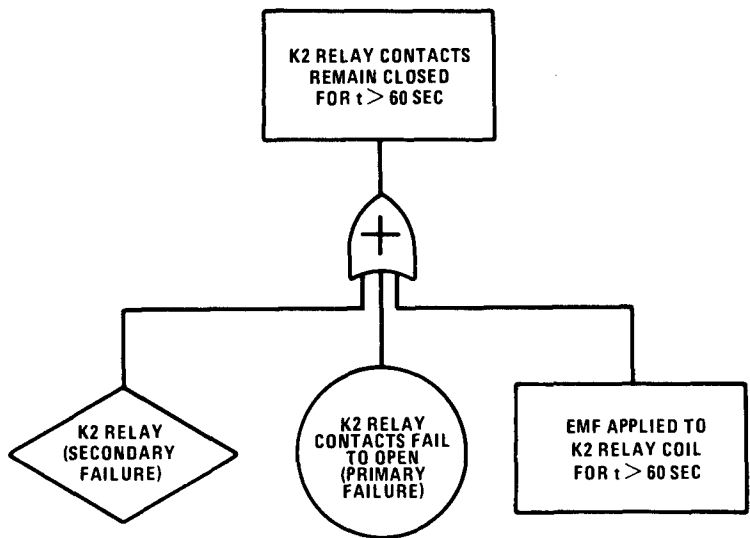 K2 RELAY CONTACTS
REMAIN CLOSED
FOR t > 60 SEC
+
K2 RELAY
(SECONDARY
FAILURE)
K2 RELAY
CONTACTS FAIL
TO OPEN
(PRIMARY
FAILURE)
EMF APPLIED TO
K2 RELAY COIL
FOR t > 60 SEC